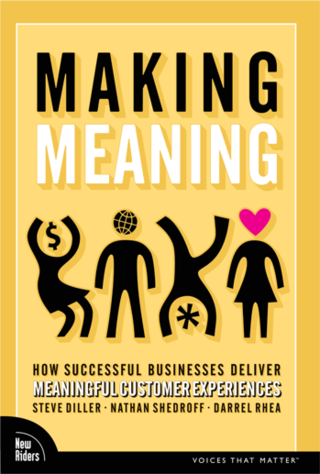 MAKING
MEANING
$
*
HOW SUCCESSFUL BUSINESSES DELIVER
MEANINGFUL CUSTOMER EXPERIENCES
STEVE DILLER · NATHAN SHEDROFF · DARREL RHEA
New
Riders
VOICES THAT MATTER™